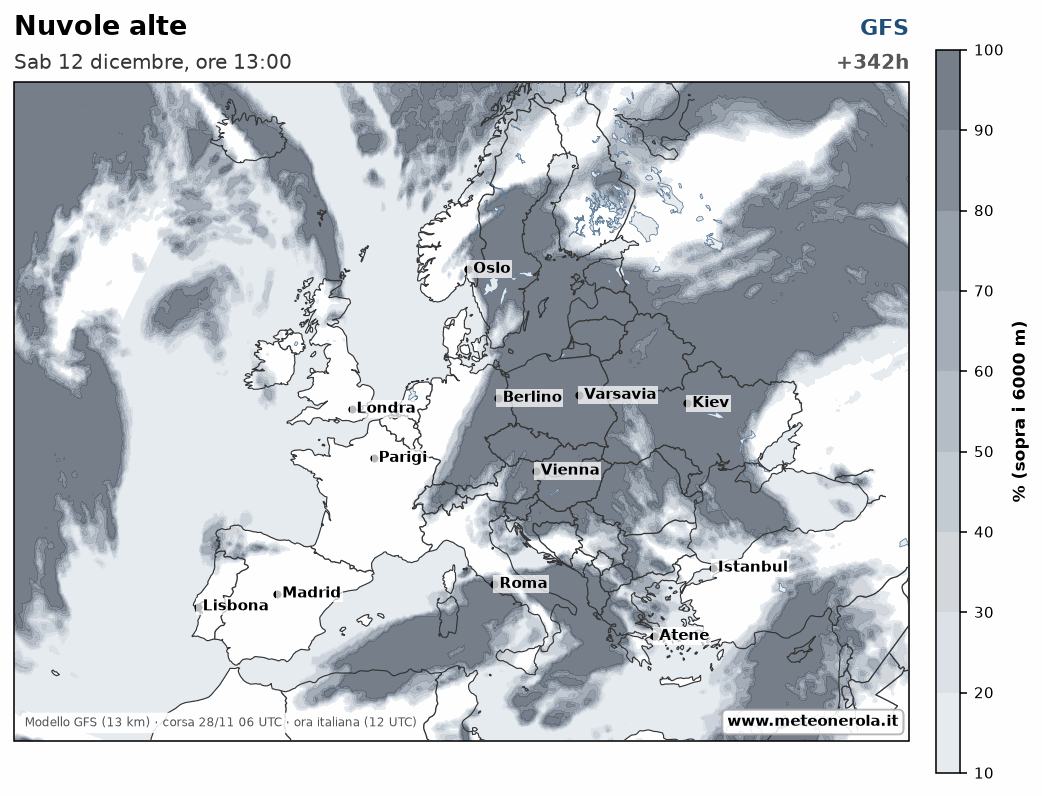 Nuvole alte
GFS
Sab 12 dicembre, ore 13:00
+342h
100
90
80
70
60
50
40
30
20
10
% (sopra i 6000 m)
Oslo
Londra
Berlino
Varsavia
Kiev
Parigi
Vienna
Istanbul
Roma
Madrid
Lisbona
Atene
Modello GFS (13 km) · corsa 28/11 06 UTC · ora italiana (12 UTC)
www.meteonerola.it